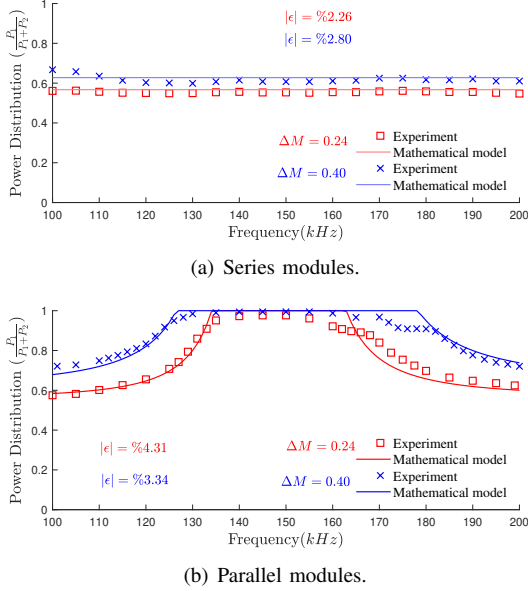 |ϵ| = %2.26
|ϵ| = %2.80
Power Distribution (P₁/(P₁+P₂))
1
0.8
0.6
0.4
0.2
0
ΔM = 0.24
Experiment
Mathematical model
ΔM = 0.40
Experiment
Mathematical model
100 110 120 130 140 150 160 170 180 190 200
Frequency(kHz)
(a) Series modules.
Power Distribution (P₁/(P₁+P₂))
1
0.8
0.6
0.4
0.2
0
|ϵ| = %4.31
|ϵ| = %3.34
ΔM = 0.24
Experiment
Mathematical model
ΔM = 0.40
Experiment
Mathematical model
100 110 120 130 140 150 160 170 180 190 200
Frequency(kHz)
(b) Parallel modules.